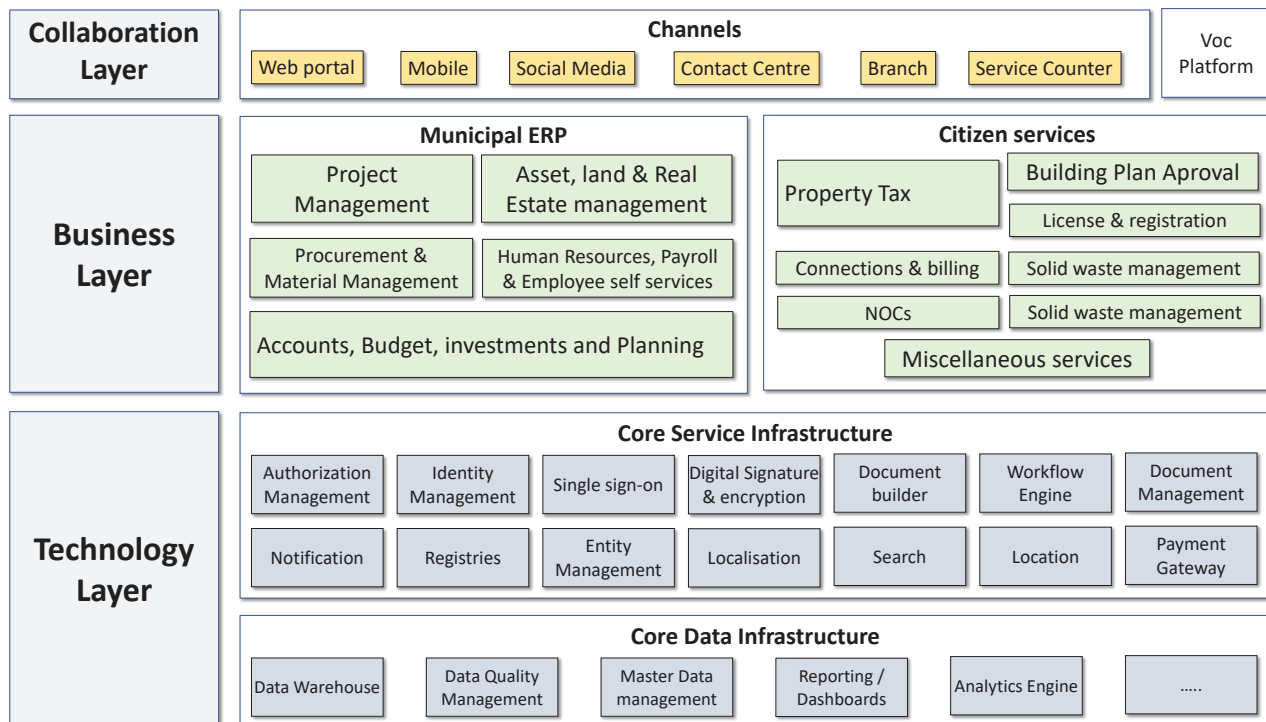 Collaboration
Layer
Channels
Web portal
Mobile
Social Media
Contact Centre
Branch
Service Counter
Voc
Platform
Business
Layer
Municipal ERP
Project
Management
Asset, land & Real
Estate management
Procurement &
Material Management
Human Resources, Payroll
& Employee self services
Accounts, Budget, investments and Planning
Citizen services
Property Tax
Building Plan Aproval
License & registration
Connections & billing
Solid waste management
NOCs
Solid waste management
Miscellaneous services
Technology
Layer
Core Service Infrastructure
Authorization
Management
Identity
Management
Single sign-on
Digital Signature
& encryption
Document
builder
Workflow
Engine
Document
Management
Notification
Registries
Entity
Management
Localisation
Search
Location
Payment
Gateway
Core Data Infrastructure
Data Warehouse
Data Quality
Management
Master Data
management
Reporting /
Dashboards
Analytics Engine
.....